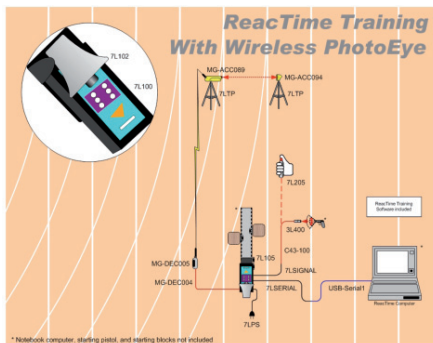 ReacTime Training
With Wireless PhotoEye
7L102
7L100
MG-ACC089
MG-ACC094
7LTP
7LTP
7L205
*
3L400
ReacTime Training
Software Included
C43-100
7L105
MG-DEC005
7LSIGNAL
*
MG-DEC004
7LSERIAL
USB-Serial1
ReacTime Computer
7LPS
* Notebook computer, starting pistol, and starting blocks not included